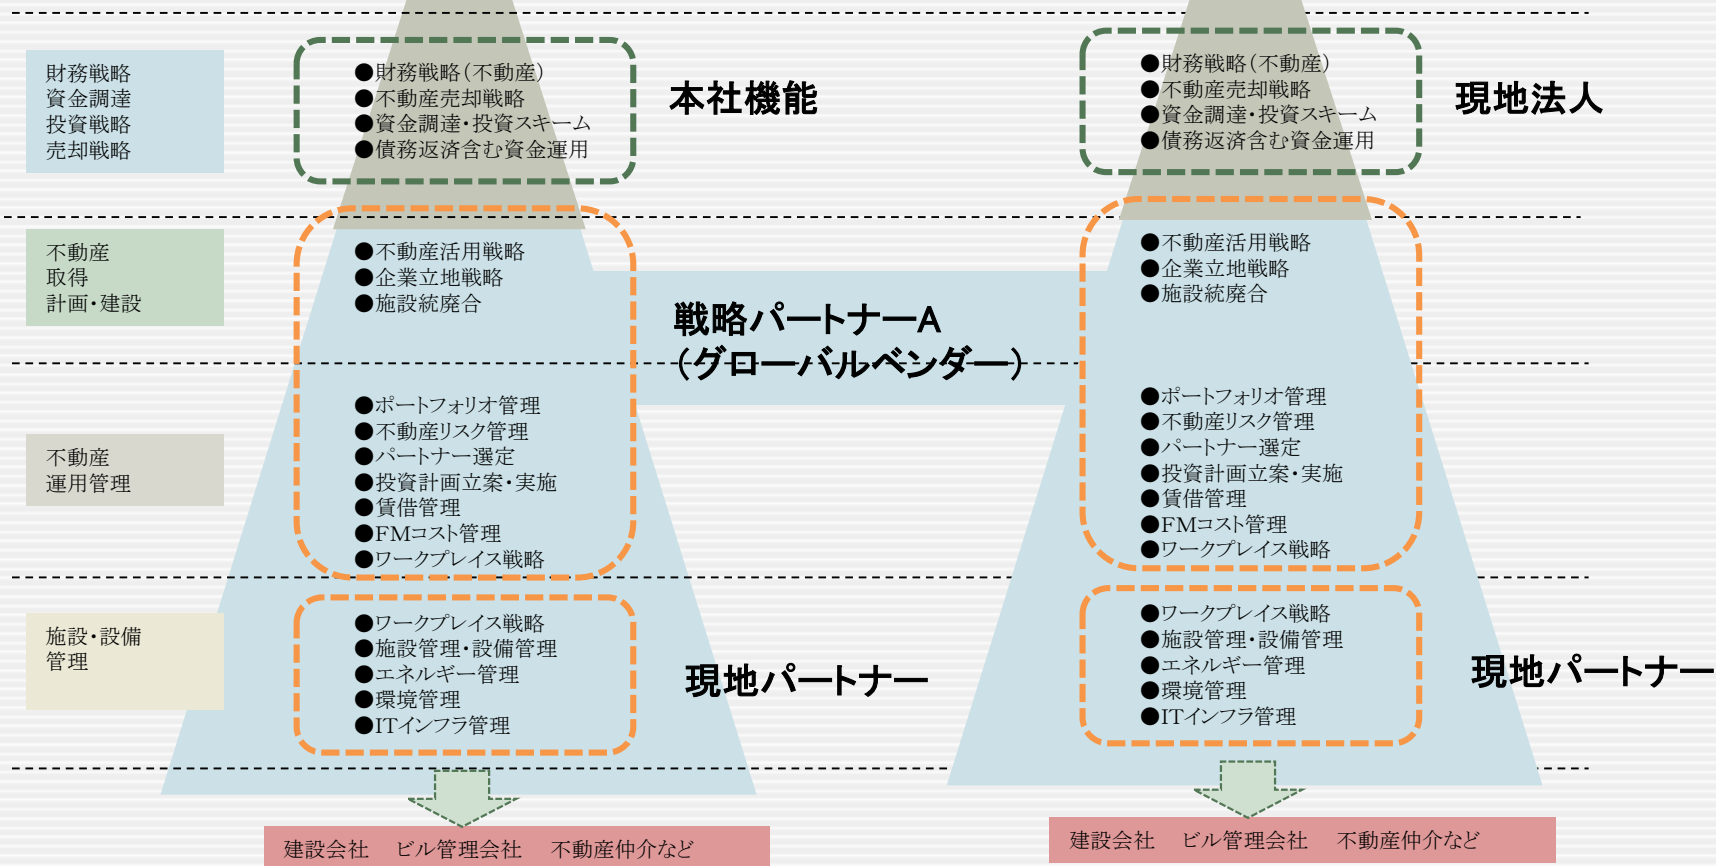 財務戦略
資金調達
投資戦略
売却戦略
●財務戦略(不動産)
●不動産売却戦略
●資金調達・投資スキーム
●債務返済含む資金運用
本社機能
●財務戦略(不動産)
●不動産売却戦略
●資金調達・投資スキーム
●債務返済含む資金運用
現地法人
不動産
取得
計画・建設
●不動産活用戦略
●企業立地戦略
●施設統廃合
戦略パートナーA
(グローバルベンダー)
●不動産活用戦略
●企業立地戦略
●施設統廃合
不動産
運用管理
●ポートフォリオ管理
●不動産リスク管理
●パートナー選定
●投資計画立案・実施
●賃借管理
●FMコスト管理
●ワークプレイス戦略
●ポートフォリオ管理
●不動産リスク管理
●パートナー選定
●投資計画立案・実施
●賃借管理
●FMコスト管理
●ワークプレイス戦略
施設・設備
管理
●ワークプレイス戦略
●施設管理・設備管理
●エネルギー管理
●環境管理
●ITインフラ管理
現地パートナー
●ワークプレイス戦略
●施設管理・設備管理
●エネルギー管理
●環境管理
●ITインフラ管理
現地パートナー
建設会社 ビル管理会社 不動産仲介など
建設会社 ビル管理会社 不動産仲介など